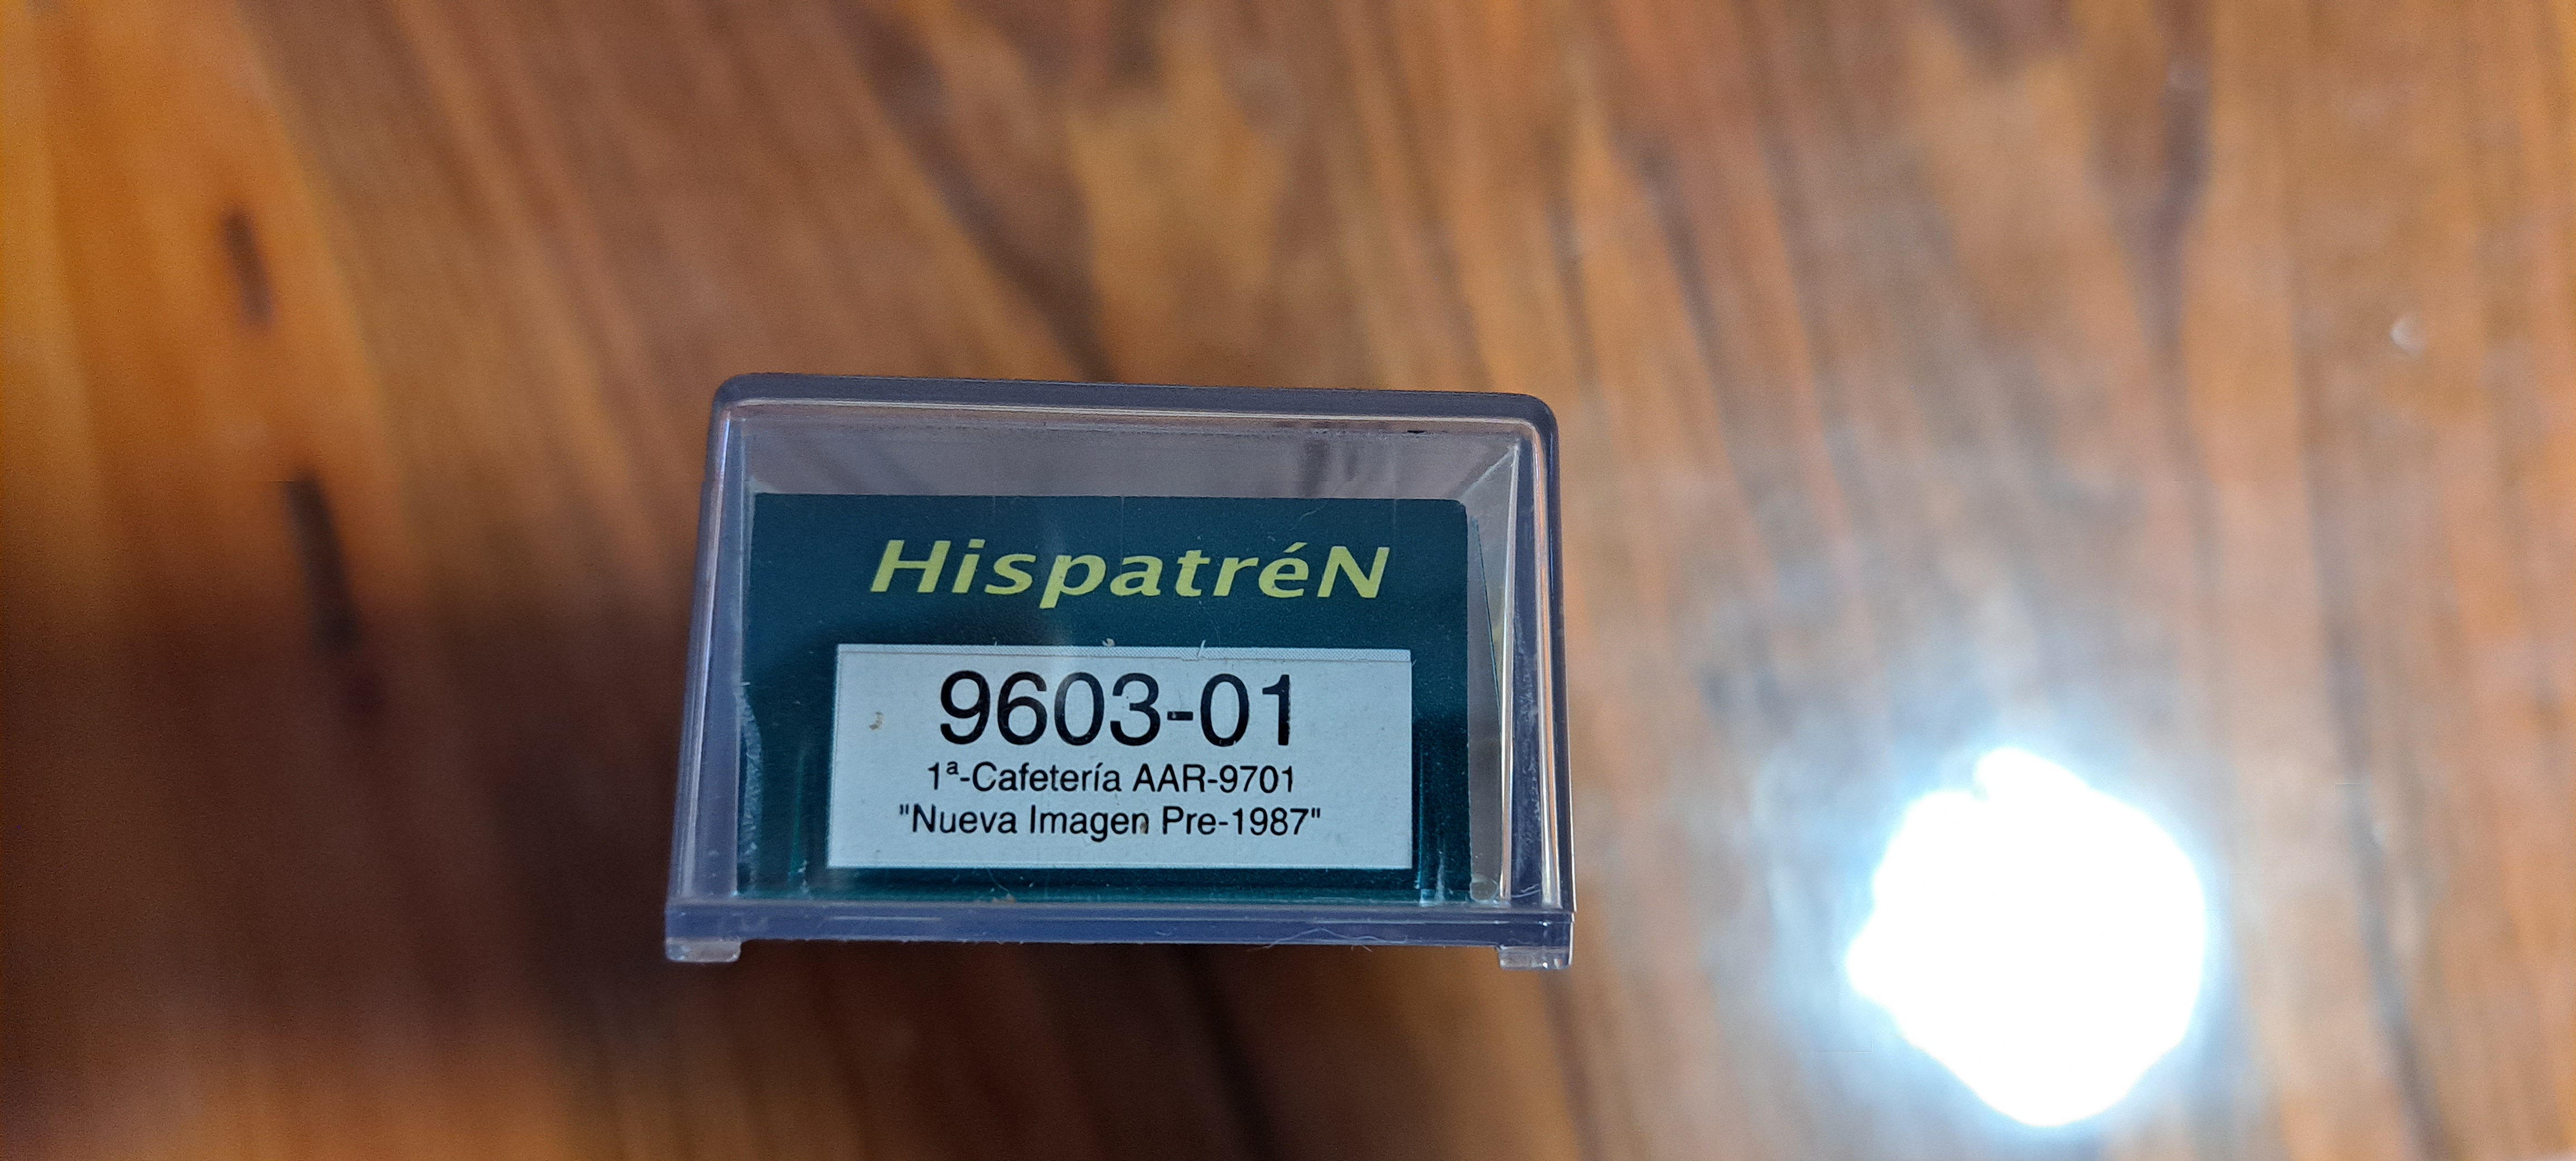 HispatréN
9603-01
1ª-Cafetería AAR-9701
"Nueva Imagen Pre-1987"